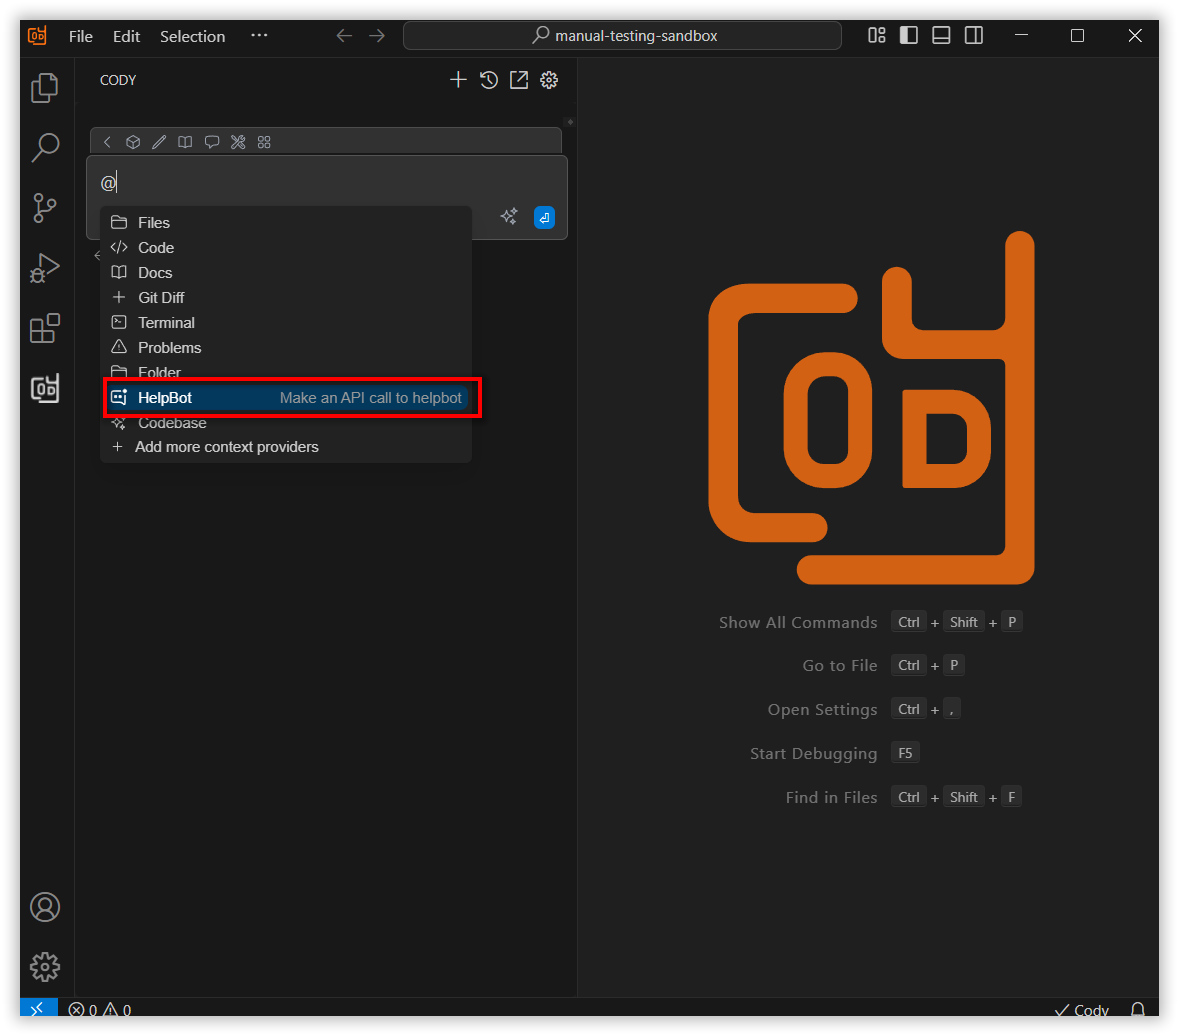 File Edit Selection ··· manual-testing-sandbox
CODY
@
Files
Code
Docs
Git Diff
Terminal
Problems
Folder
HelpBot Make an API call to helpbot
Codebase
+ Add more context providers
COD
Show All Commands Ctrl + Shift + P
Go to File Ctrl + P
Open Settings Ctrl + ,
Start Debugging F5
Find in Files Ctrl + Shift + F
0 0 Cody